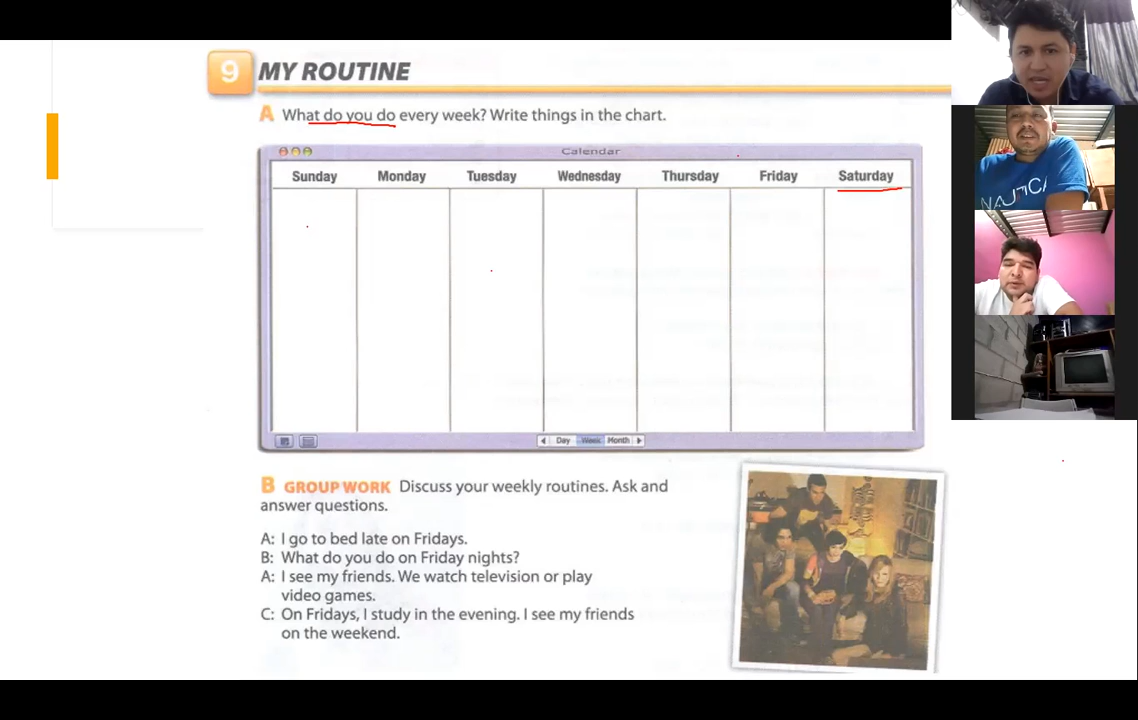 9 MY ROUTINE
A What do you do every week? Write things in the chart.
Calendar
Sunday Monday Tuesday Wednesday Thursday Friday Saturday
Day Week Month
B GROUP WORK Discuss your weekly routines. Ask and
answer questions.
A: I go to bed late on Fridays.
B: What do you do on Friday nights?
A: I see my friends. We watch television or play
video games.
C: On Fridays, I study in the evening. I see my friends
on the weekend.
NAUTICA